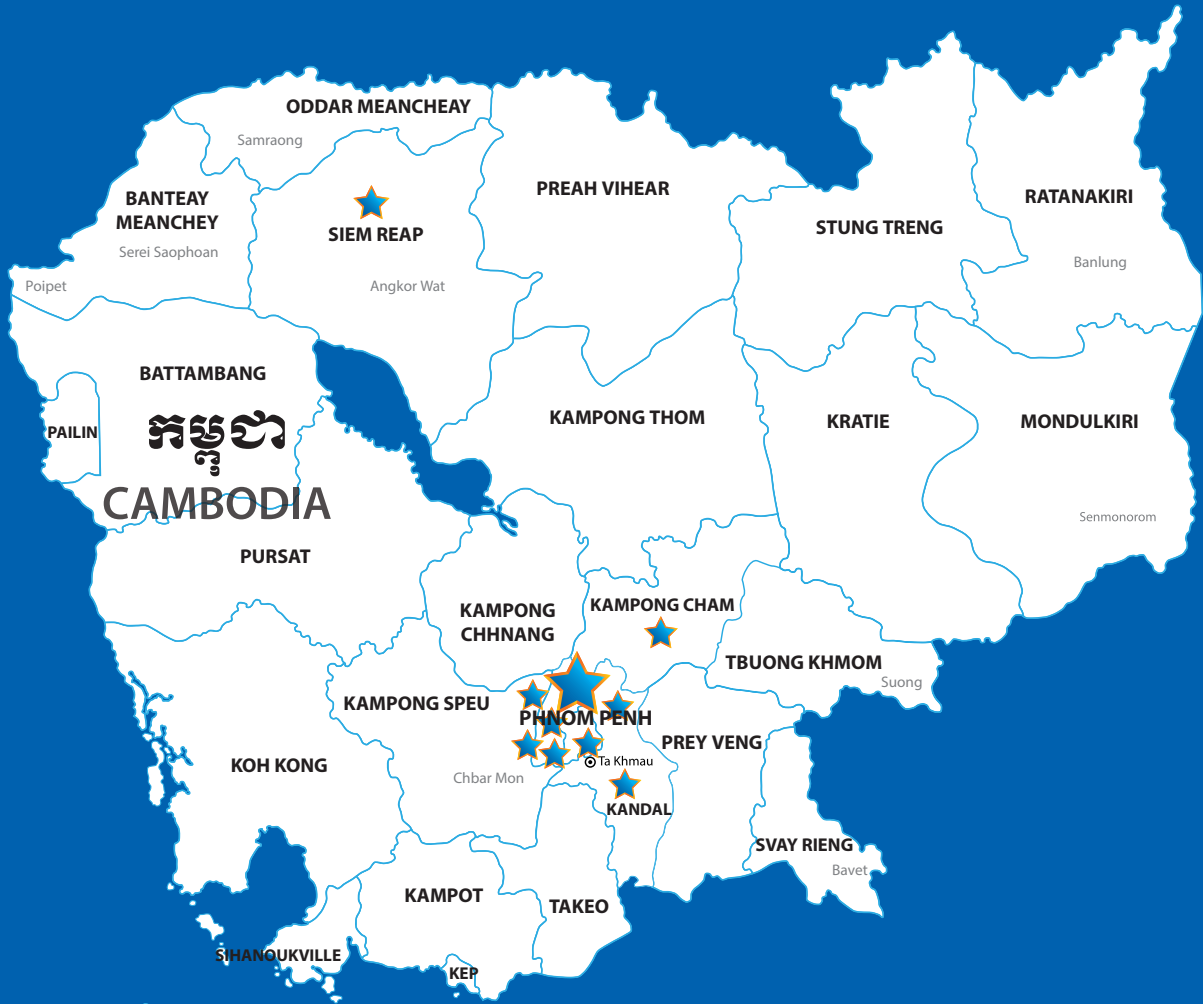 ODDAR MEANCHEAY
Samraong
BANTEAY
MEANCHEY
Serei Saophoan
Poipet
SIEM REAP
Angkor Wat
PREAH VIHEAR
STUNG TRENG
RATANAKIRI
Banlung
BATTAMBANG
PAILIN
កម្ពុជា
CAMBODIA
KAMPONG THOM
KRATIE
MONDULKIRI
Senmonorom
PURSAT
KAMPONG
CHHNANG
KAMPONG CHAM
TBUONG KHMOM
Suong
KAMPONG SPEU
PHNOM PENH
PREY VENG
Ta Khmau
KOH KONG
Chbar Mon
KANDAL
SVAY RIENG
Bavet
KAMPOT
TAKEO
SIHANOUKVILLE
KEP